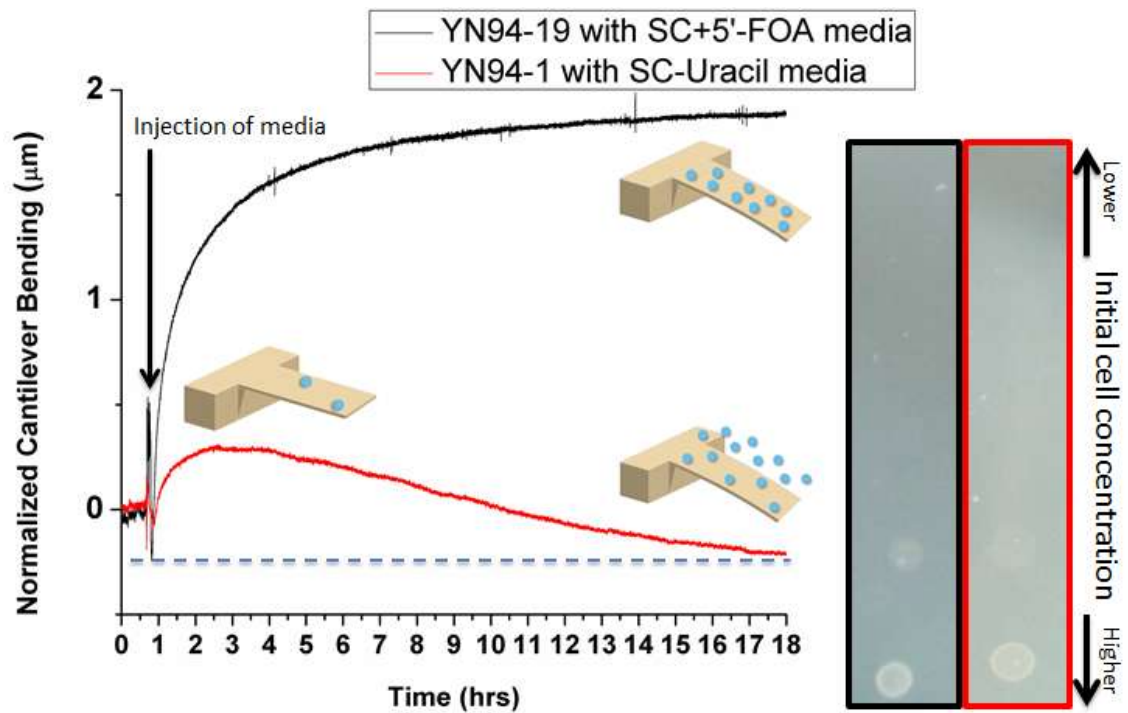 YN94-19 with SC+5'-FOA media
YN94-1 with SC-Uracil media
Injection of media
Normalized Cantilever Bending (μm)
2
1
0
0 1 2 3 4 5 6 7 8 9 10 11 12 13 14 15 16 17 18
Time (hrs)
Lower
Initial cell concentration
Higher